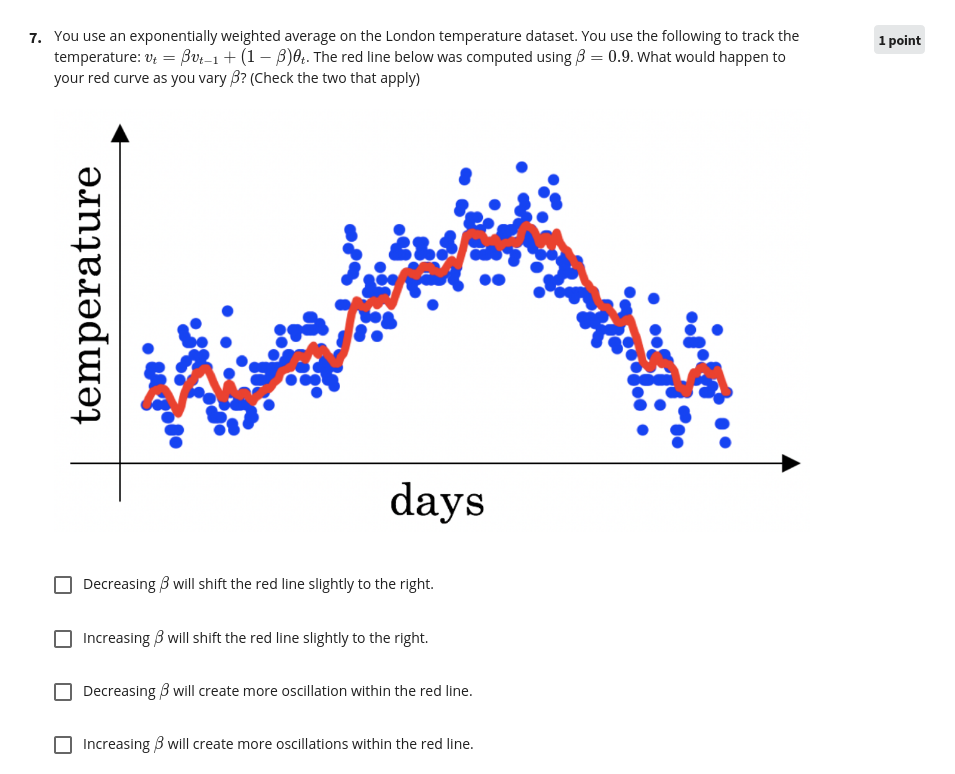 7. You use an exponentially weighted average on the London temperature dataset. You use the following to track the
temperature: vₜ = βvₜ₋₁ + (1 − β)θₜ. The red line below was computed using β = 0.9. What would happen to
your red curve as you vary β? (Check the two that apply)
1 point
temperature
days
Decreasing β will shift the red line slightly to the right.
Increasing β will shift the red line slightly to the right.
Decreasing β will create more oscillation within the red line.
Increasing β will create more oscillations within the red line.